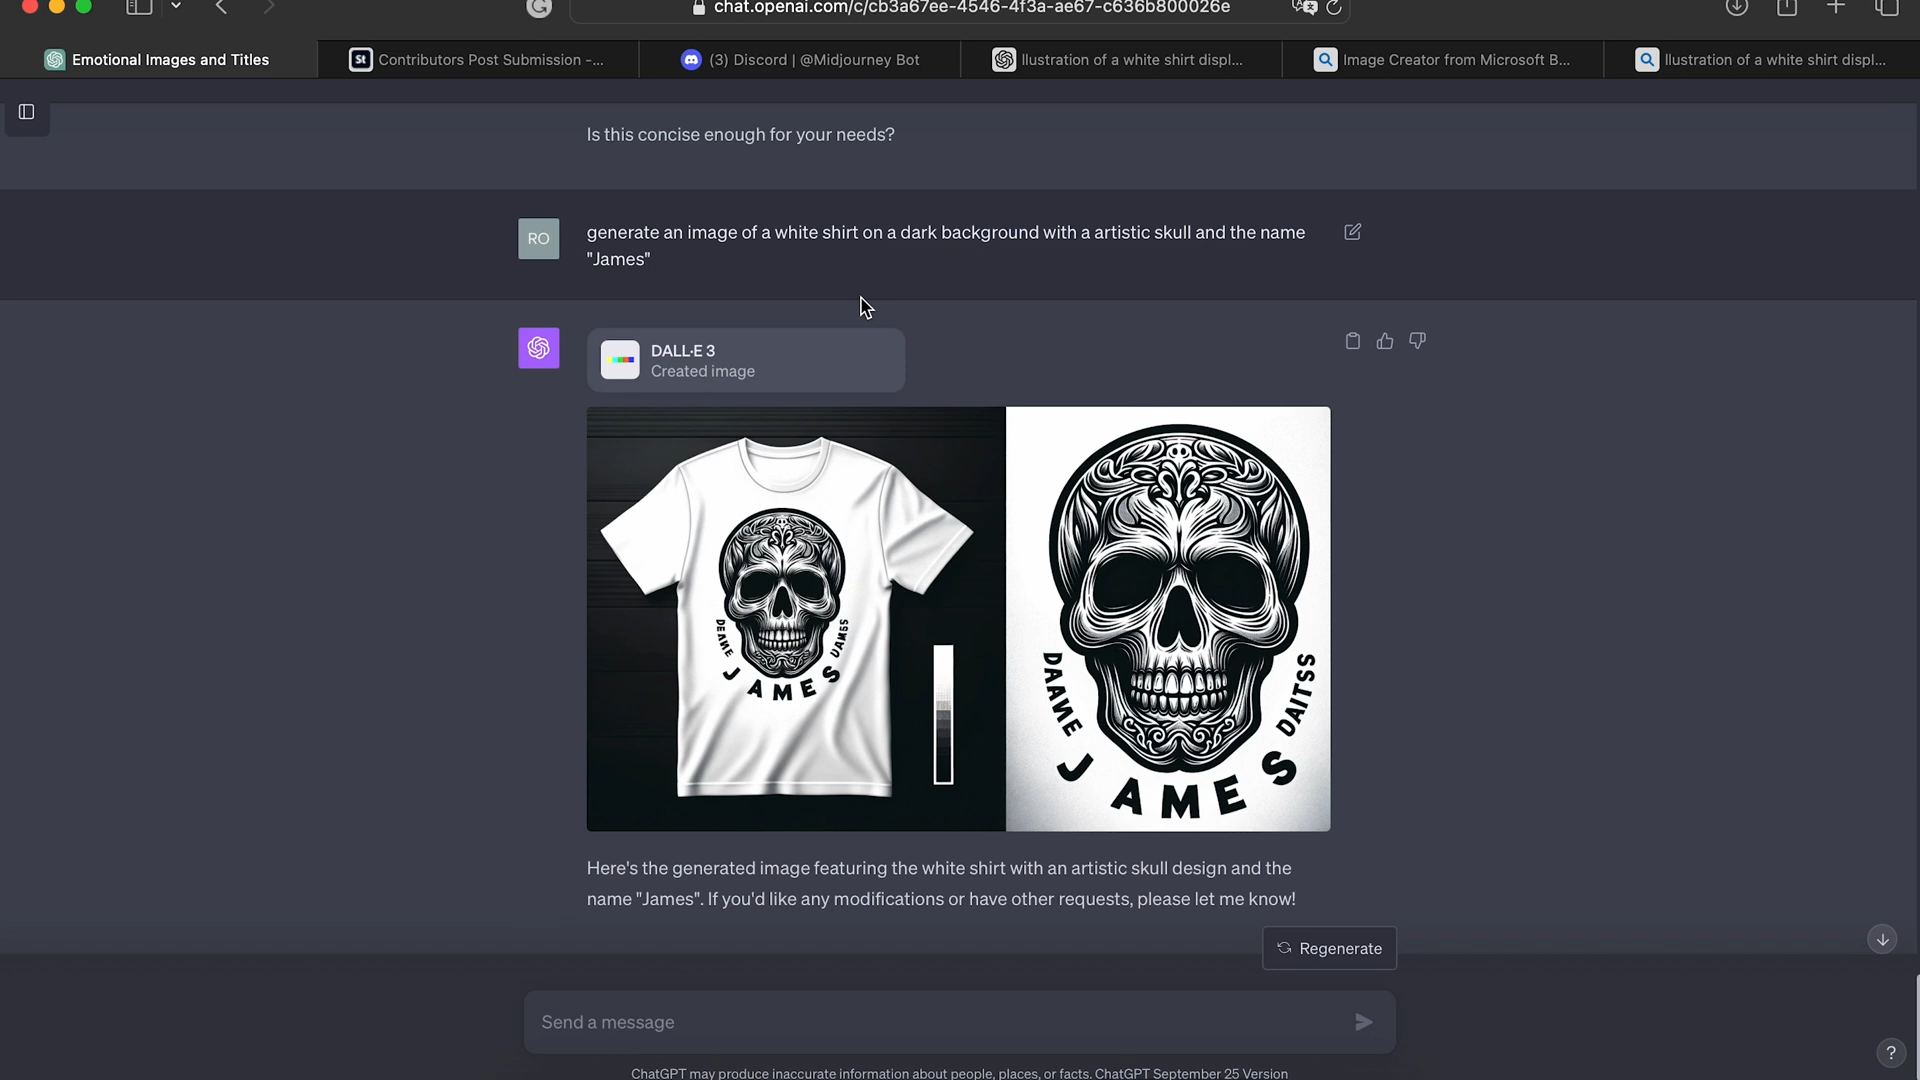 chat.openai.com/c/cb3a67ee-4546-4f3a-ae67-c636b800026e
Emotional Images and Titles
St
Contributors Post Submission -...
(3) Discord | @Midjourney Bot
llustration of a white shirt displ...
Image Creator from Microsoft B...
llustration of a white shirt displ...
Is this concise enough for your needs?
RO
generate an image of a white shirt on a dark background with a artistic skull and the name
"James"
DALL·E 3
Created image
JAMES
DAANE
DAITSS
JAMES
Here's the generated image featuring the white shirt with an artistic skull design and the
name "James". If you'd like any modifications or have other requests, please let me know!
Regenerate
Send a message
?
ChatGPT may produce inaccurate information about people, places, or facts. ChatGPT September 25 Version